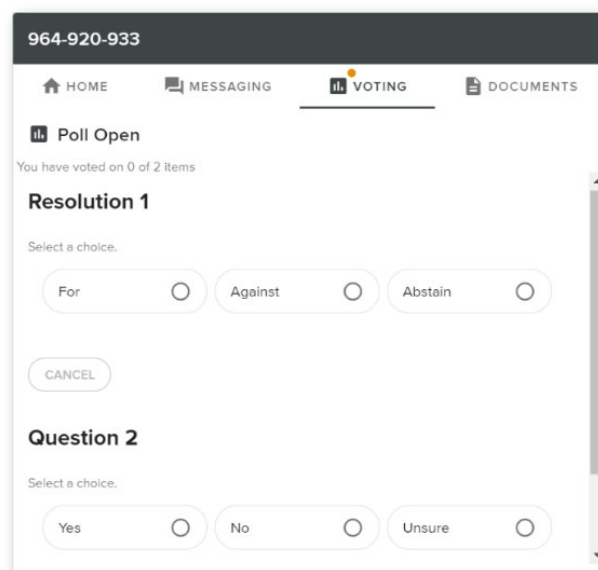 964-920-933
HOME MESSAGING VOTING DOCUMENTS
Poll Open
You have voted on 0 of 2 items
Resolution 1
Select a choice.
For Against Abstain
CANCEL
Question 2
Select a choice.
Yes No Unsure